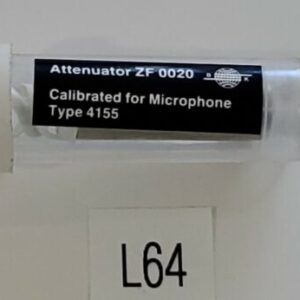 Attenuator ZF 0020
B K
Calibrated for Microphone
Type 4155
L64